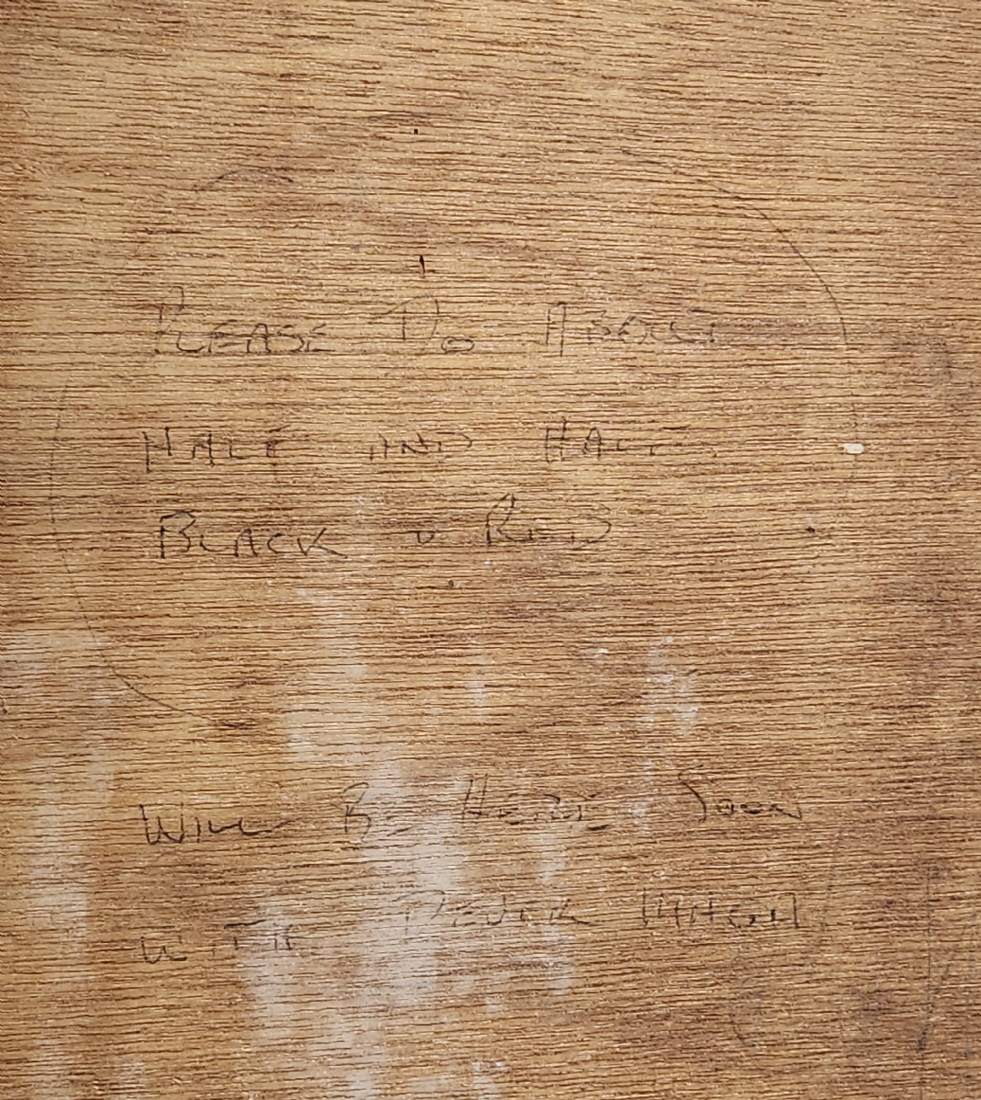 PLEASE DO ABOUT
HALF AND HALF
BLACK & RED
WILL BE HERE SOON
WITH